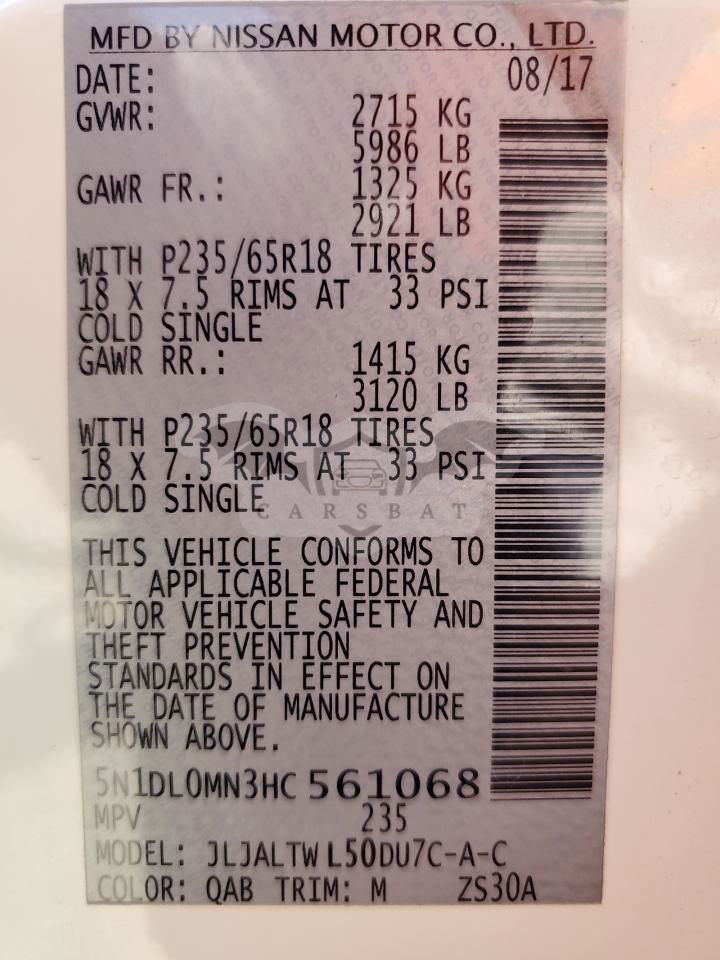 MFD BY NISSAN MOTOR CO., LTD.
DATE: 08/17
GVWR: 2715 KG
5986 LB
GAWR FR.: 1325 KG
2921 LB
WITH P235/65R18 TIRES
18 X 7.5 RIMS AT 33 PSI
COLD SINGLE
GAWR RR.: 1415 KG
3120 LB
WITH P235/65R18 TIRES
18 X 7.5 RIMS AT 33 PSI
COLD SINGLE
CARSBAT
THIS VEHICLE CONFORMS TO
ALL APPLICABLE FEDERAL
MOTOR VEHICLE SAFETY AND
THEFT PREVENTION
STANDARDS IN EFFECT ON
THE DATE OF MANUFACTURE
SHOWN ABOVE.
5N1DL0MN3HC 561068
MPV 235
MODEL: JLJALTW L50DU7C-A-C
COLOR: QAB TRIM: M ZS30A